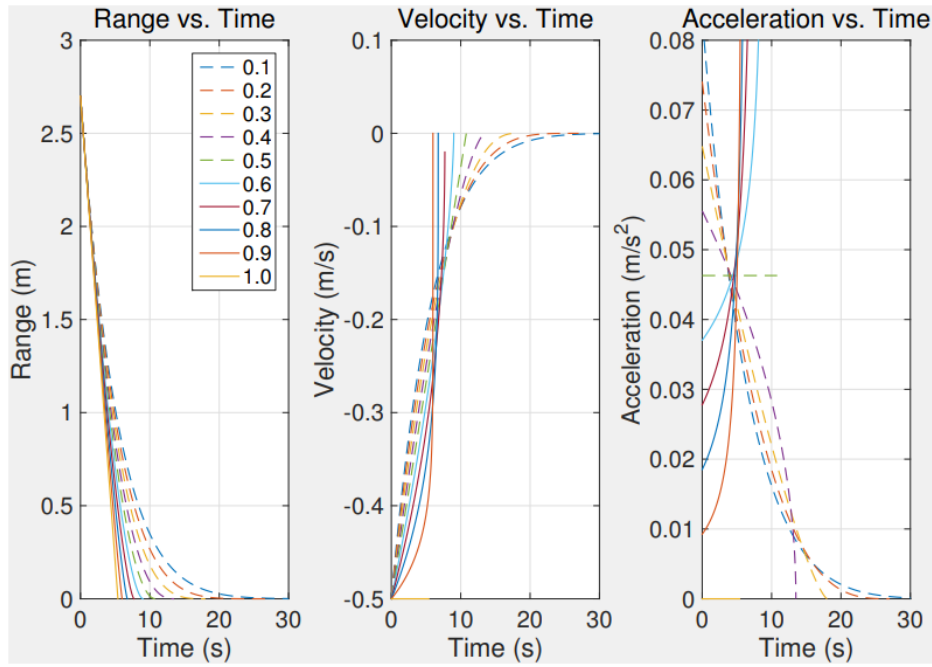 Range vs. Time
3
2.5
2
1.5
1
0.5
0
Range (m)
0 10 20 30
Time (s)
0.1
0.2
0.3
0.4
0.5
0.6
0.7
0.8
0.9
1.0
Velocity vs. Time
0.1
0
-0.1
-0.2
-0.3
-0.4
-0.5
Velocity (m/s)
0 10 20 30
Time (s)
Acceleration vs. Time
0.08
0.07
0.06
0.05
0.04
0.03
0.02
0.01
0
Acceleration (m/s²)
0 10 20 30
Time (s)